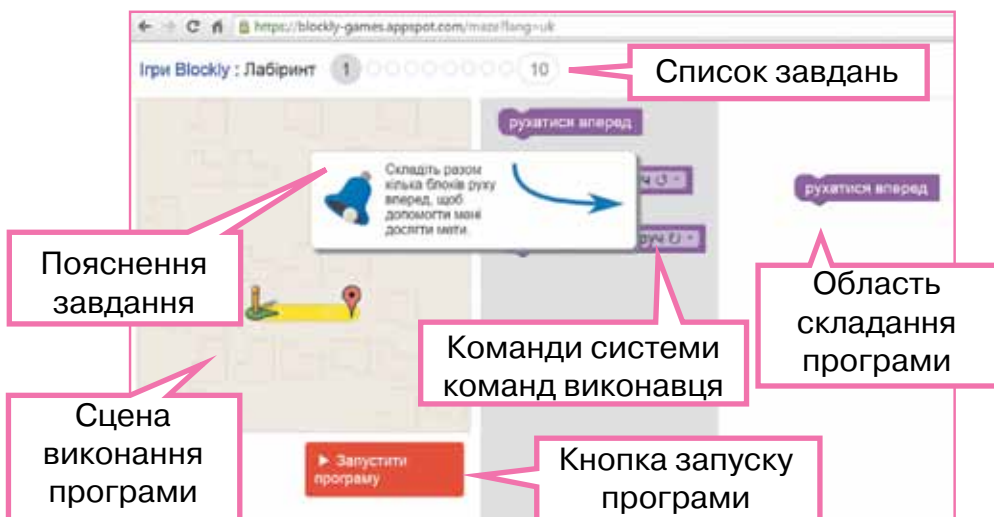 https://blockly-games.appspot.com/maze?lang=uk
Ігри Blockly : Лабіринт 1 10
Список завдань
рухатися вперед
Складіть разом
кілька блоків руху
вперед, щоб
допомогти мені
досягти мети.
рухатися вперед
Пояснення
завдання
Область
складання
програми
Команди системи
команд виконавця
Сцена
виконання
програми
Запустити
програму
Кнопка запуску
програми